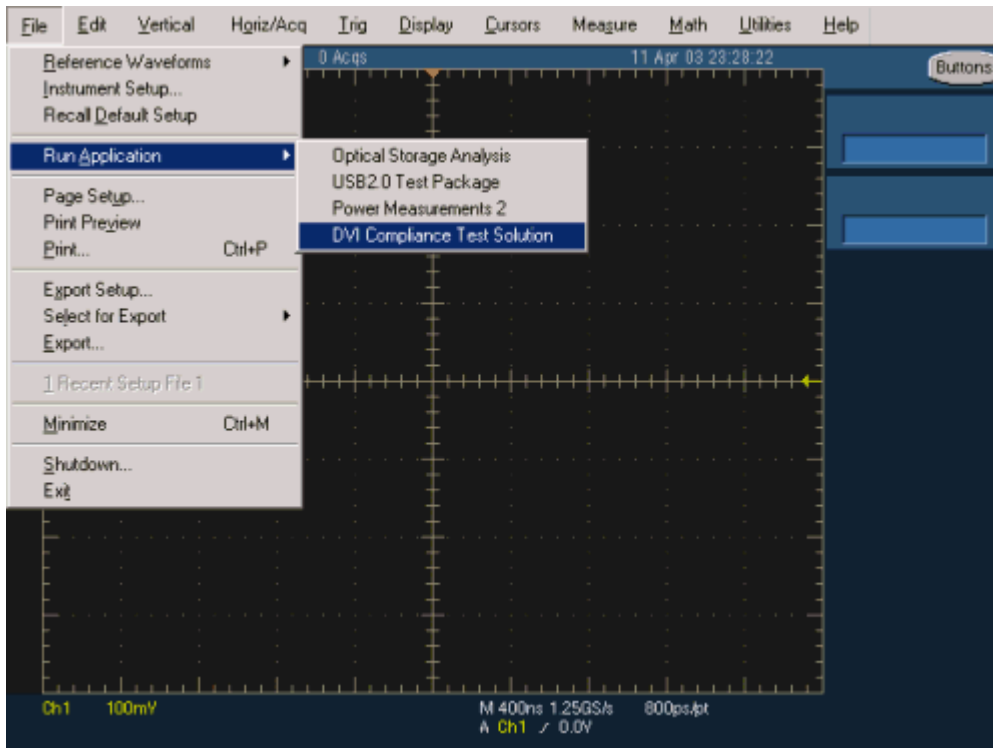 File Edit Vertical Horiz/Acq Trig Display Cursors Measure Math Utilities Help
0 Acqs 11 Apr 03 23:28:22
Buttons
Reference Waveforms
Instrument Setup...
Recall Default Setup
Run Application
Optical Storage Analysis
USB2.0 Test Package
Power Measurements 2
DVI Compliance Test Solution
Page Setup...
Print Preview
Print... Ctrl+P
Export Setup...
Select for Export
Export...
1 Recent Setup File 1
Minimize Ctrl+M
Shutdown...
Exit
Ch1 100mV M 400ns 1.25GS/s 800ps/pt
A Ch1 0.0V